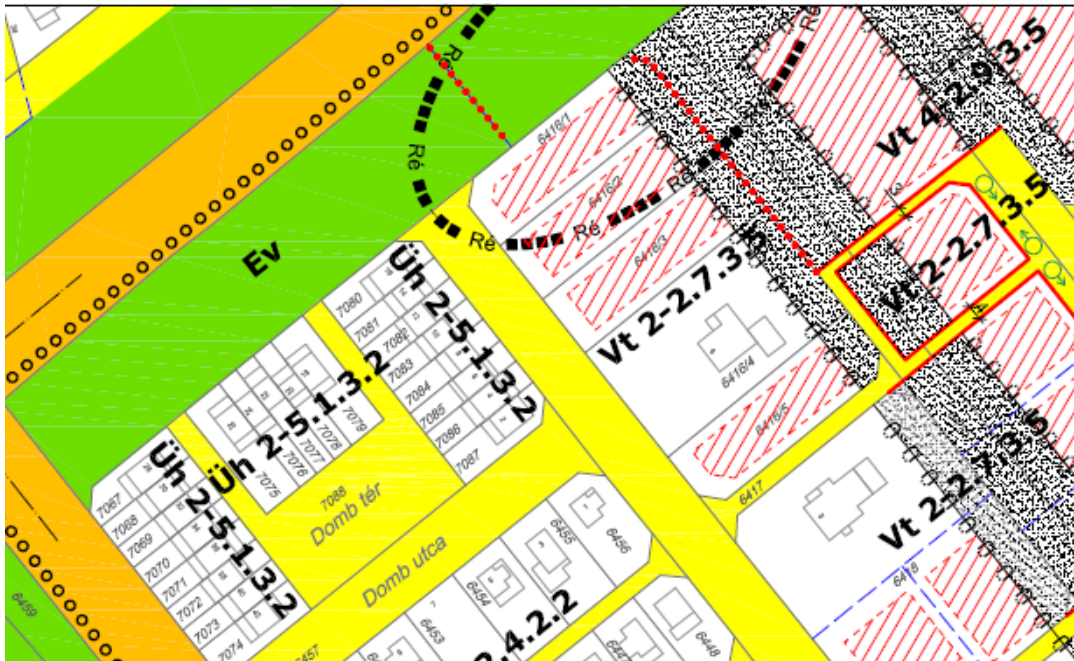 Ré
Ré
Ré
Ré
Ré
Ré
Ev
Vt 4-2.9.3.5
Vt 2-2.7.3.5
Vt 2-2.7.3.5
Vt 2-2.7.3.5
Üh 2-5.1.3.2
Üh 2-5.1.3.2
Üh 2-5.1.3.2
2.4.2.2
6416/1
6416/2
6416/3
6416/4
6416/5
6417
6418
7080
7081
7082
7083
7084
7085
7086
7087
7079
7078
7077
7076
7075
7088
Domb tér
Domb utca
7067
7068
7069
7070
7071
7072
7073
7074
6459
6457
6456
6455
6454
6453
6448